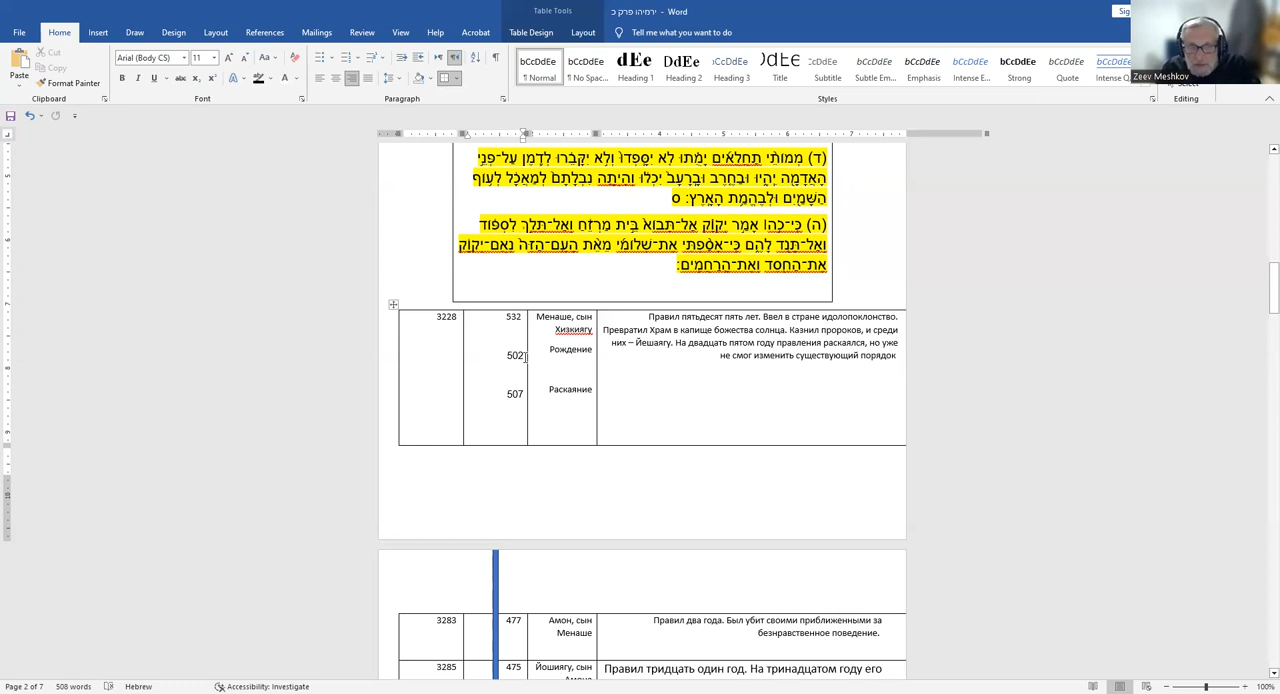 Table Tools
ירמיהו פרק כ - Word
Sig
File Home Insert Draw Design Layout References Mailings Review View Help Acrobat Table Design Layout Tell me what you want to do
Paste
Cut
Copy
Format Painter
Clipboard
Arial (Body CS) 11
Font
Paragraph
¶ Normal
¶ No Spac...
Heading 1
Heading 2
Heading 3
Title
Subtitle
Subtle Em...
Emphasis
Intense E...
Strong
Quote
Intense Q...
Styles
Editing
Zeev Meshkov
(ד) מְמוֹתֵ֨י תַחֲלֻאִ֜ים יָמֻ֗תוּ לֹ֤א יִסָּֽפְדוּ֙ וְלֹ֣א יִקָּבֵ֔רוּ לְדֹ֛מֶן עַל־פְּנֵ֥י
הָאֲדָמָ֖ה יִֽהְי֑וּ וּבַחֶ֤רֶב וּבָֽרָעָב֙ יִכְל֔וּ וְהָיְתָ֤ה נִבְלָתָם֙ לְמַאֲכָ֔ל לְע֥וֹף
הַשָּׁמַ֖יִם וּלְבֶהֱמַ֥ת הָאָֽרֶץ׃ ס
(ה) כִּֽי־כֹ֣ה׀ אָמַ֣ר יְקֹוָ֗ק אַל־תָּבוֹא֙ בֵּ֣ית מַרְזֵ֔חַ וְאַל־תֵּלֵ֣ךְ לִסְפּ֔וֹד
וְאַל־תָּנֹ֖ד לָהֶ֑ם כִּֽי־אָסַ֨פְתִּי אֶת־שְׁלוֹמִ֜י מֵאֵ֨ת הָעָ֤ם־הַזֶּה֙ נְאֻם־יְקֹוָ֔ק
אֶת־הַחֶ֖סֶד וְאֶת־הָֽרַחֲמִֽים׃
3228 532 Менаше, сын Правил пятьдесят пять лет. Ввел в стране идолопоклонство.
Хизкиягу Превратил Храм в капище божества солнца. Казнил пророков, и среди
502 Рождение них – Йешаягу. На двадцать пятом году правления раскаялся, но уже
не смог изменить существующий порядок
507 Раскаяние
3283 477 Амон, сын Правил два года. Был убит своими приближенными за
Менаше безнравственное поведение.
3285 475 Йошиягу, сын Правил тридцать один год. На тринадцатом году его
Page 2 of 7 508 words Hebrew Accessibility: Investigate 100%